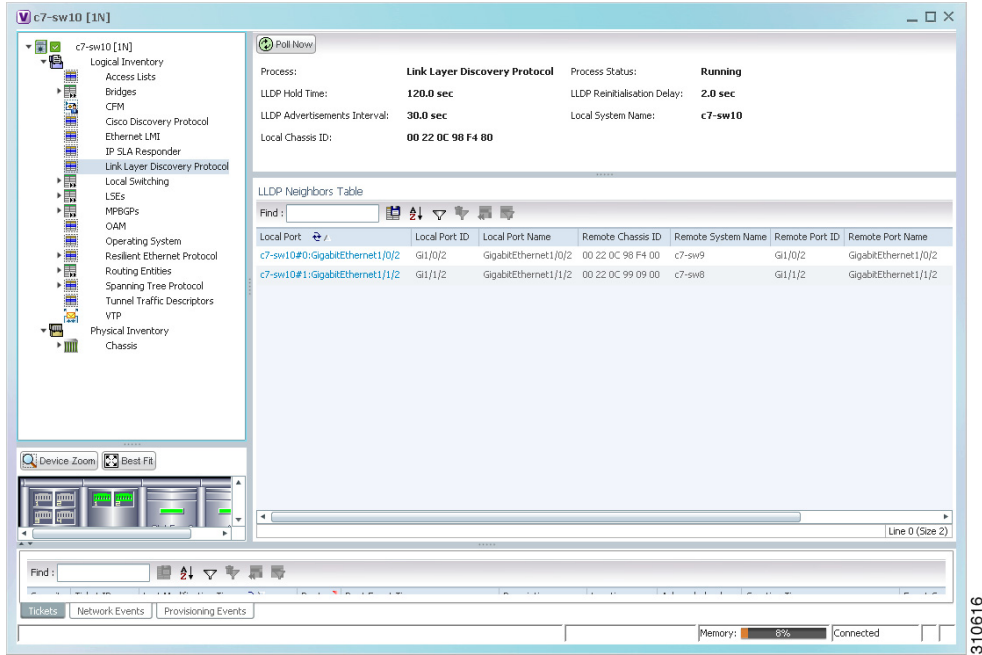 V c7-sw10 [1N]
c7-sw10 [1N]
Logical Inventory
Access Lists
Bridges
CFM
Cisco Discovery Protocol
Ethernet LMI
IP SLA Responder
Link Layer Discovery Protocol
Local Switching
LSEs
MPBGPs
OAM
Operating System
Resilient Ethernet Protocol
Routing Entities
Spanning Tree Protocol
Tunnel Traffic Descriptors
VTP
Physical Inventory
Chassis
Device Zoom Best Fit
Poll Now
Process: Link Layer Discovery Protocol Process Status: Running
LLDP Hold Time: 120.0 sec LLDP Reinitialisation Delay: 2.0 sec
LLDP Advertisements Interval: 30.0 sec Local System Name: c7-sw10
Local Chassis ID: 00 22 0C 98 F4 80
LLDP Neighbors Table
Find :
Local Port Local Port ID Local Port Name Remote Chassis ID Remote System Name Remote Port ID Remote Port Name
c7-sw10#0:GigabitEthernet1/0/2 Gi1/0/2 GigabitEthernet1/0/2 00 22 0C 98 F4 00 c7-sw9 Gi1/0/2 GigabitEthernet1/0/2
c7-sw10#1:GigabitEthernet1/1/2 Gi1/1/2 GigabitEthernet1/1/2 00 22 0C 99 09 00 c7-sw8 Gi1/1/2 GigabitEthernet1/1/2
Line 0 (Size 2)
Find :
Tickets Network Events Provisioning Events
Memory: 8% Connected
310616